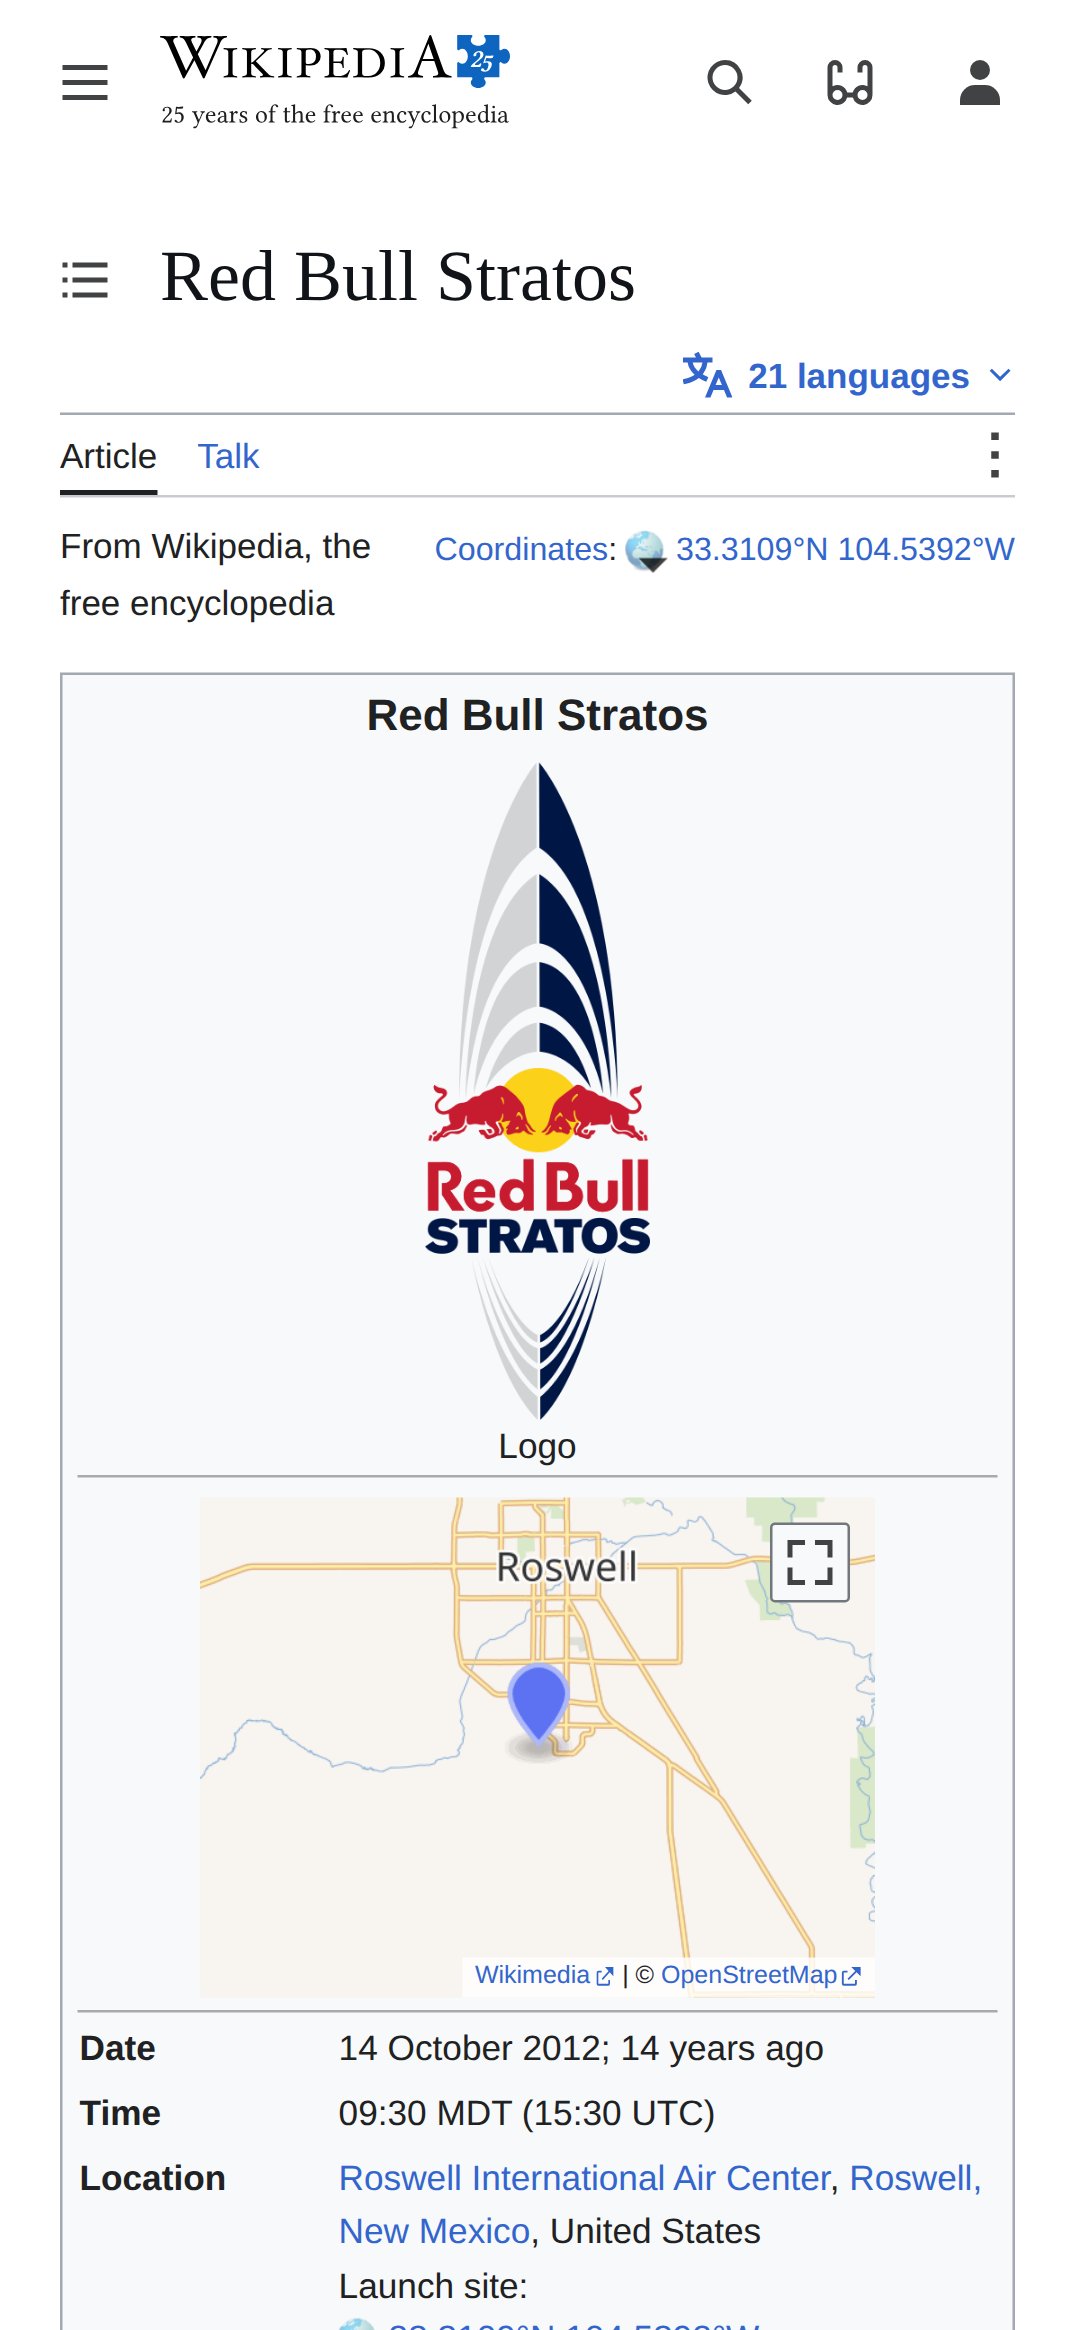 WIKIPEDIA 25
25 years of the free encyclopedia
Red Bull Stratos
21 languages
Article Talk
From Wikipedia, the free encyclopedia
Coordinates: 33.3109°N 104.5392°W
Red Bull Stratos
Red Bull
STRATOS
Logo
Roswell
Wikimedia | © OpenStreetMap
Date 14 October 2012; 14 years ago
Time 09:30 MDT (15:30 UTC)
Location Roswell International Air Center, Roswell,
New Mexico, United States
Launch site: